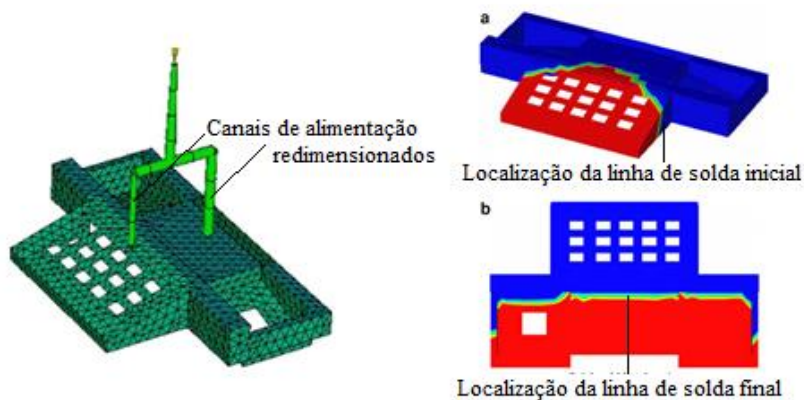 Canais de alimentação
redimensionados
a
Localização da linha de solda inicial
b
Localização da linha de solda final